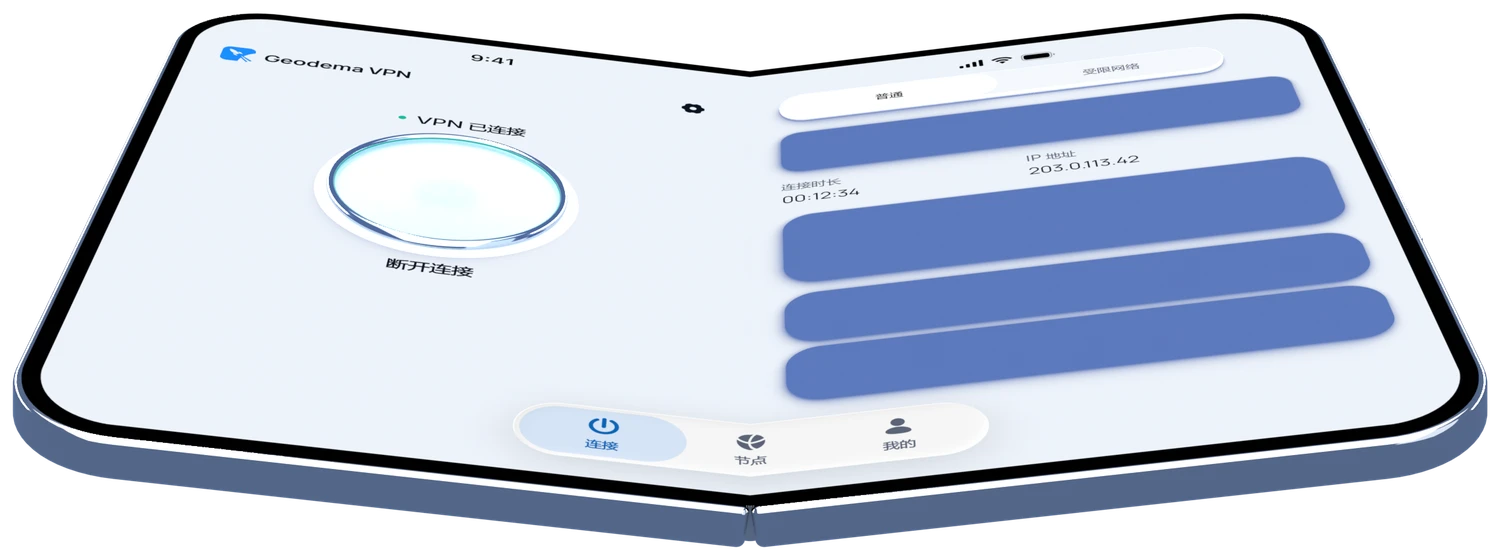 Geodema VPN
9:41
VPN 已连接
断开连接
普通
受限网络
连接时长
00:12:34
IP 地址
203.0.113.42
连接
节点
我的